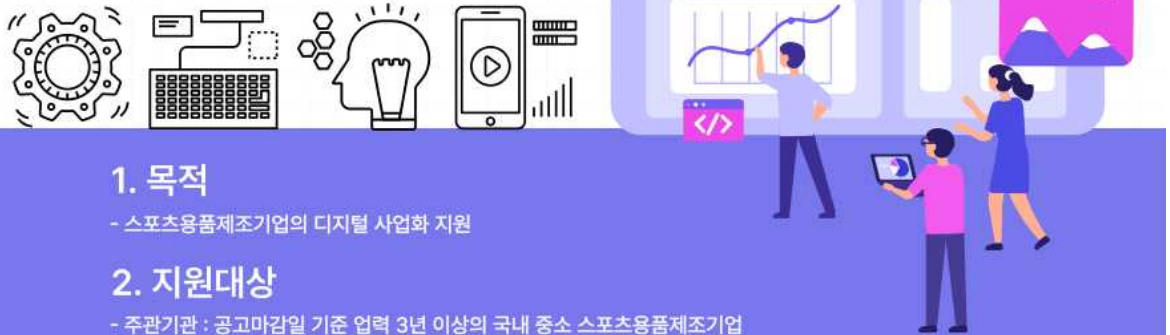 </>
1. 목적
- 스포츠용품제조기업의 디지털 사업화 지원
2. 지원대상
- 주관기관 : 공고마감일 기준 업력 3년 이상의 국내 중소 스포츠용품제조기업